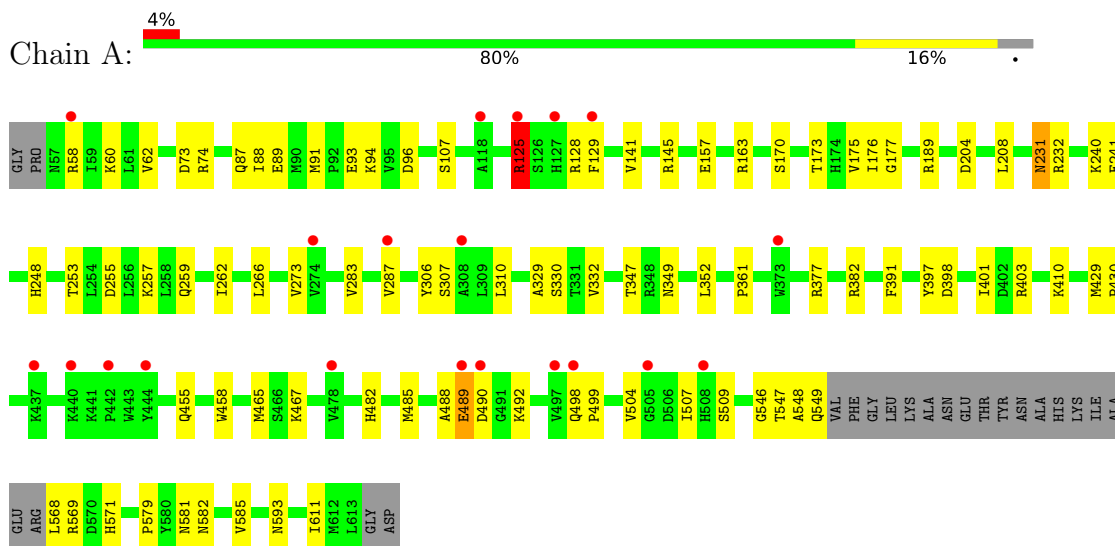 4%
Chain A:
80% 16%
GLY PRO N57 R58 I59 K60 L61 V62 D73 R74 Q87 I88 E89 M90 M91 P92 E93 K94 V95 D96 S107 A118 R125 S126 H127 R128 F129 V141 R145 E157 R163 S170 T173 H174 V175 I176 G177 R189 D204 L208 N231 R232 K240 E241
H248 T253 L254 D255 L256 K257 L258 Q259 I262 L266 V273 V274 V283 V287 Y306 S307 A308 L309 L310 A329 S330 T331 V332 T347 R348 N349 L352 P361 W373 R377 R382 F391 Y397 D398 I401 D402 R403 K410 M429
K437 K440 K441 P442 W443 Y444 Q455 W458 M465 S466 K467 V478 H482 M485 A488 E489 D490 G491 K492 V497 Q498 P499 V504 G505 D506 I507 H508 S509 G546 T547 A548 Q549 VAL PHE GLY LEU LYS ALA ASN GLU THR TYR ASN ALA HIS LYS ILE ALA
GLU ARG L568 R569 D570 H571 P579 Y580 N581 N582 V585 N593 I611 M612 L613 GLY ASP